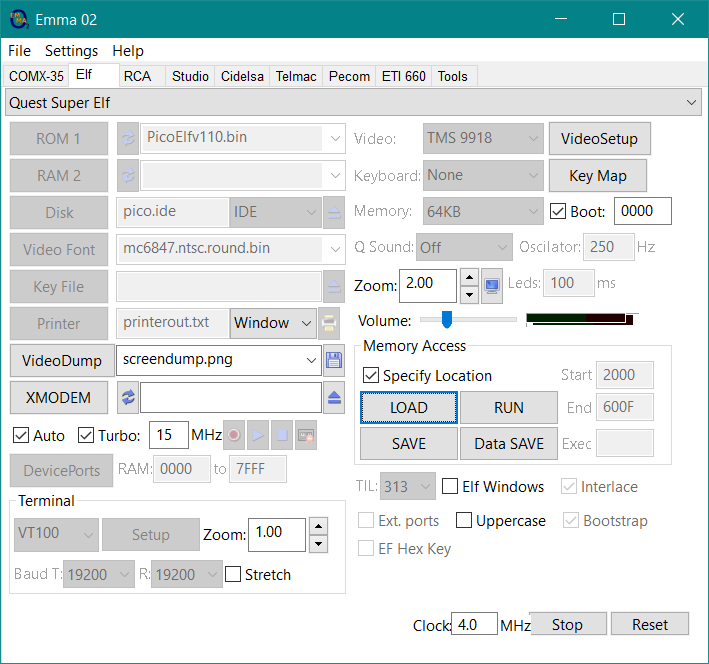 Emma 02
File Settings Help
COMX-35 Elf RCA Studio Cidelsa Telmac Pecom ETI 660 Tools
Quest Super Elf
ROM 1 PicoElfv110.bin Video: TMS 9918 VideoSetup
RAM 2 Keyboard: None Key Map
Disk pico.ide IDE Memory: 64KB Boot: 0000
Video Font mc6847.ntsc.round.bin Q Sound: Off Oscilator: 250 Hz
Key File Zoom: 2.00 Leds: 100 ms
Printer printerout.txt Window Volume:
VideoDump screendump.png Memory Access
Specify Location Start 2000
XMODEM LOAD RUN End 600F
Auto Turbo: 15 MHz SAVE Data SAVE Exec
DevicePorts RAM: 0000 to 7FFF
TIL: 313 Elf Windows Interlace
Terminal
VT100 Setup Zoom: 1.00 Ext. ports Uppercase Bootstrap
EF Hex Key
Baud T: 19200 R: 19200 Stretch
Clock: 4.0 MHz Stop Reset